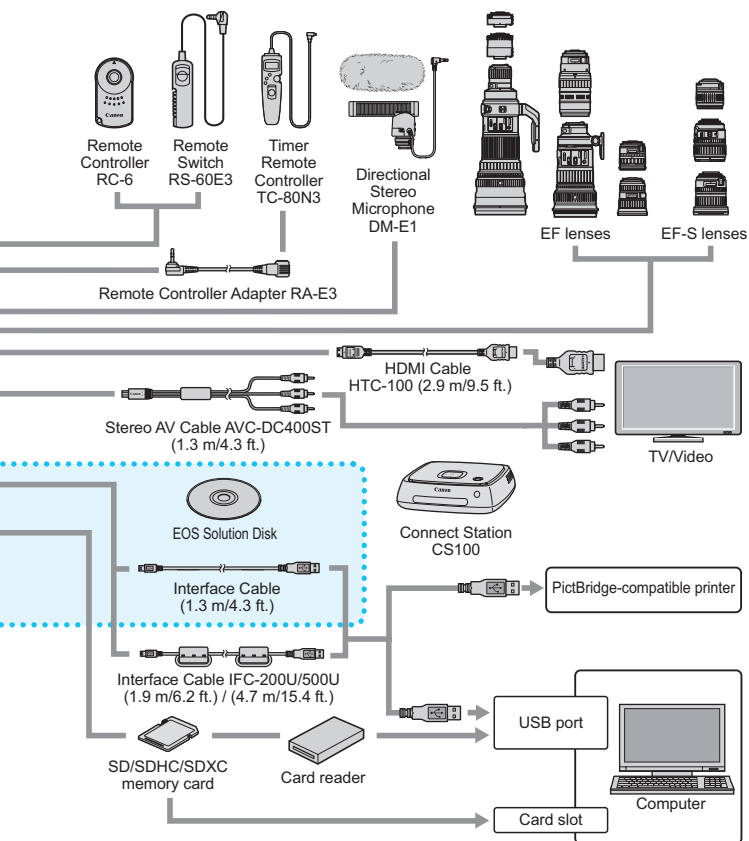 Canon
Remote
Controller
RC-6
Remote
Switch
RS-60E3
Timer
Remote
Controller
TC-80N3
Directional
Stereo
Microphone
DM-E1
EF lenses
EF-S lenses
Remote Controller Adapter RA-E3
HDMI Cable
HTC-100 (2.9 m/9.5 ft.)
Stereo AV Cable AVC-DC400ST
(1.3 m/4.3 ft.)
TV/Video
EOS Solution Disk
Canon
Connect Station
CS100
Interface Cable
(1.3 m/4.3 ft.)
PictBridge-compatible printer
Interface Cable IFC-200U/500U
(1.9 m/6.2 ft.) / (4.7 m/15.4 ft.)
USB port
SD/SDHC/SDXC
memory card
Card reader
Computer
Card slot